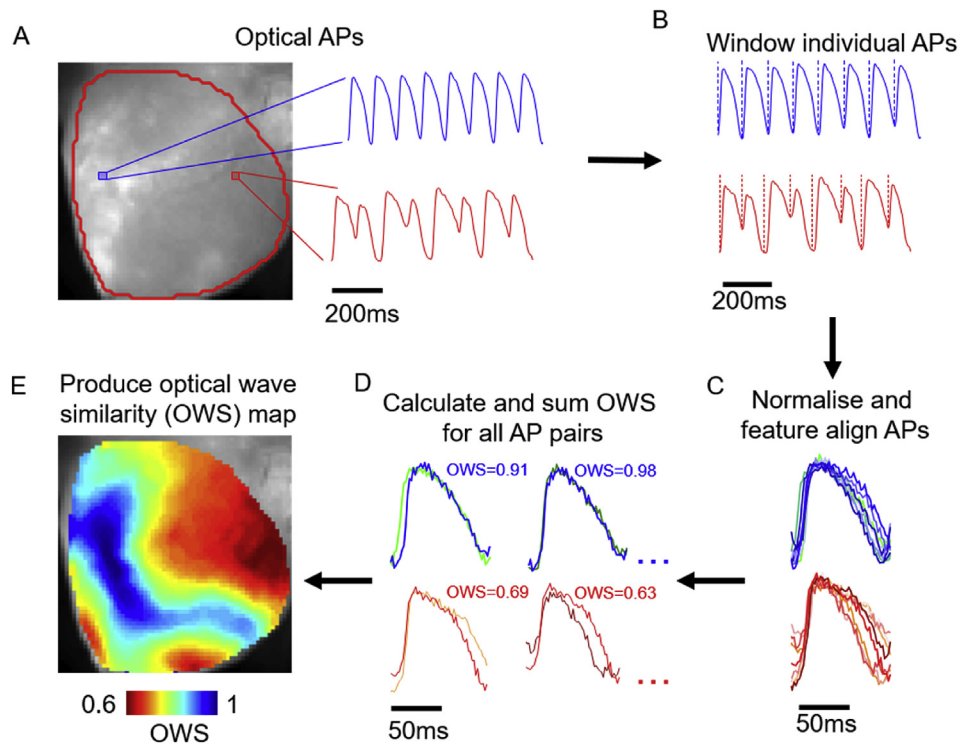 A
Optical APs
200ms
B
Window individual APs
200ms
C
Normalise and
feature align APs
50ms
D
Calculate and sum OWS
for all AP pairs
OWS=0.91
OWS=0.98
OWS=0.69
OWS=0.63
50ms
E
Produce optical wave
similarity (OWS) map
0.6
1
OWS